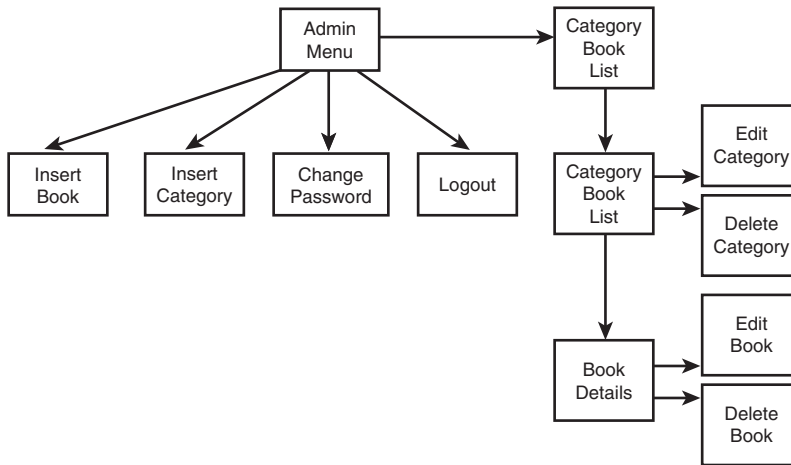 Admin
Menu
Category
Book
List
Insert
Book
Insert
Category
Change
Password
Logout
Category
Book
List
Edit
Category
Delete
Category
Book
Details
Edit
Book
Delete
Book